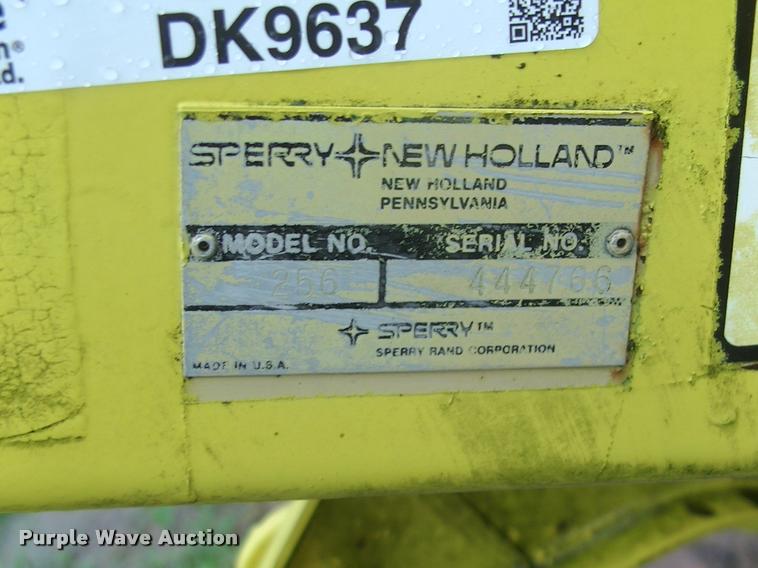 n®
d.
DK9637
SPERRY NEW HOLLAND™
NEW HOLLAND
PENNSYLVANIA
MODEL NO. SERIAL NO.
256 444766
SPERRY™
SPERRY RAND CORPORATION
MADE IN U.S.A.
Purple Wave Auction